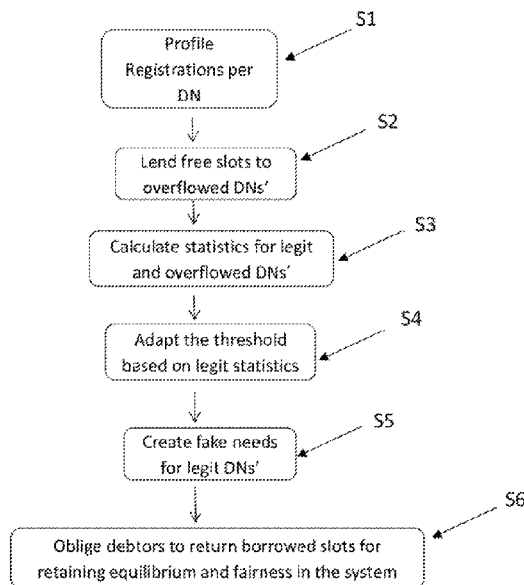 S1
Profile
Registrations per
DN
S2
Lend free slots to
overflowed DNs'
S3
Calculate statistics for legit
and overflowed DNs'
S4
Adapt the threshold
based on legit statistics
S5
Create fake needs
for legit DNs'
S6
Oblige debtors to return borrowed slots for
retaining equilibrium and fairness in the system